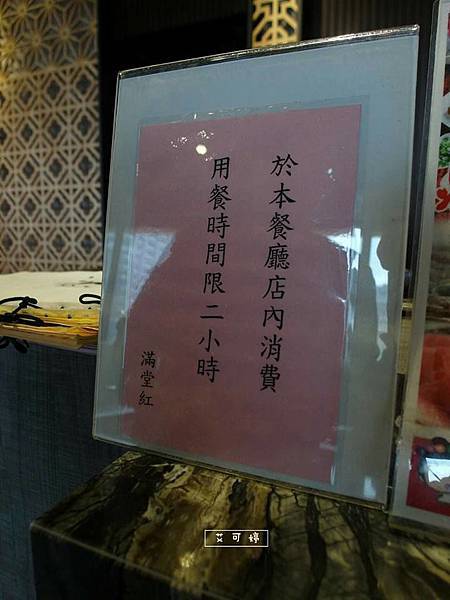 於本餐廳店內消費
用餐時間限二小時
滿堂紅
艾可婷